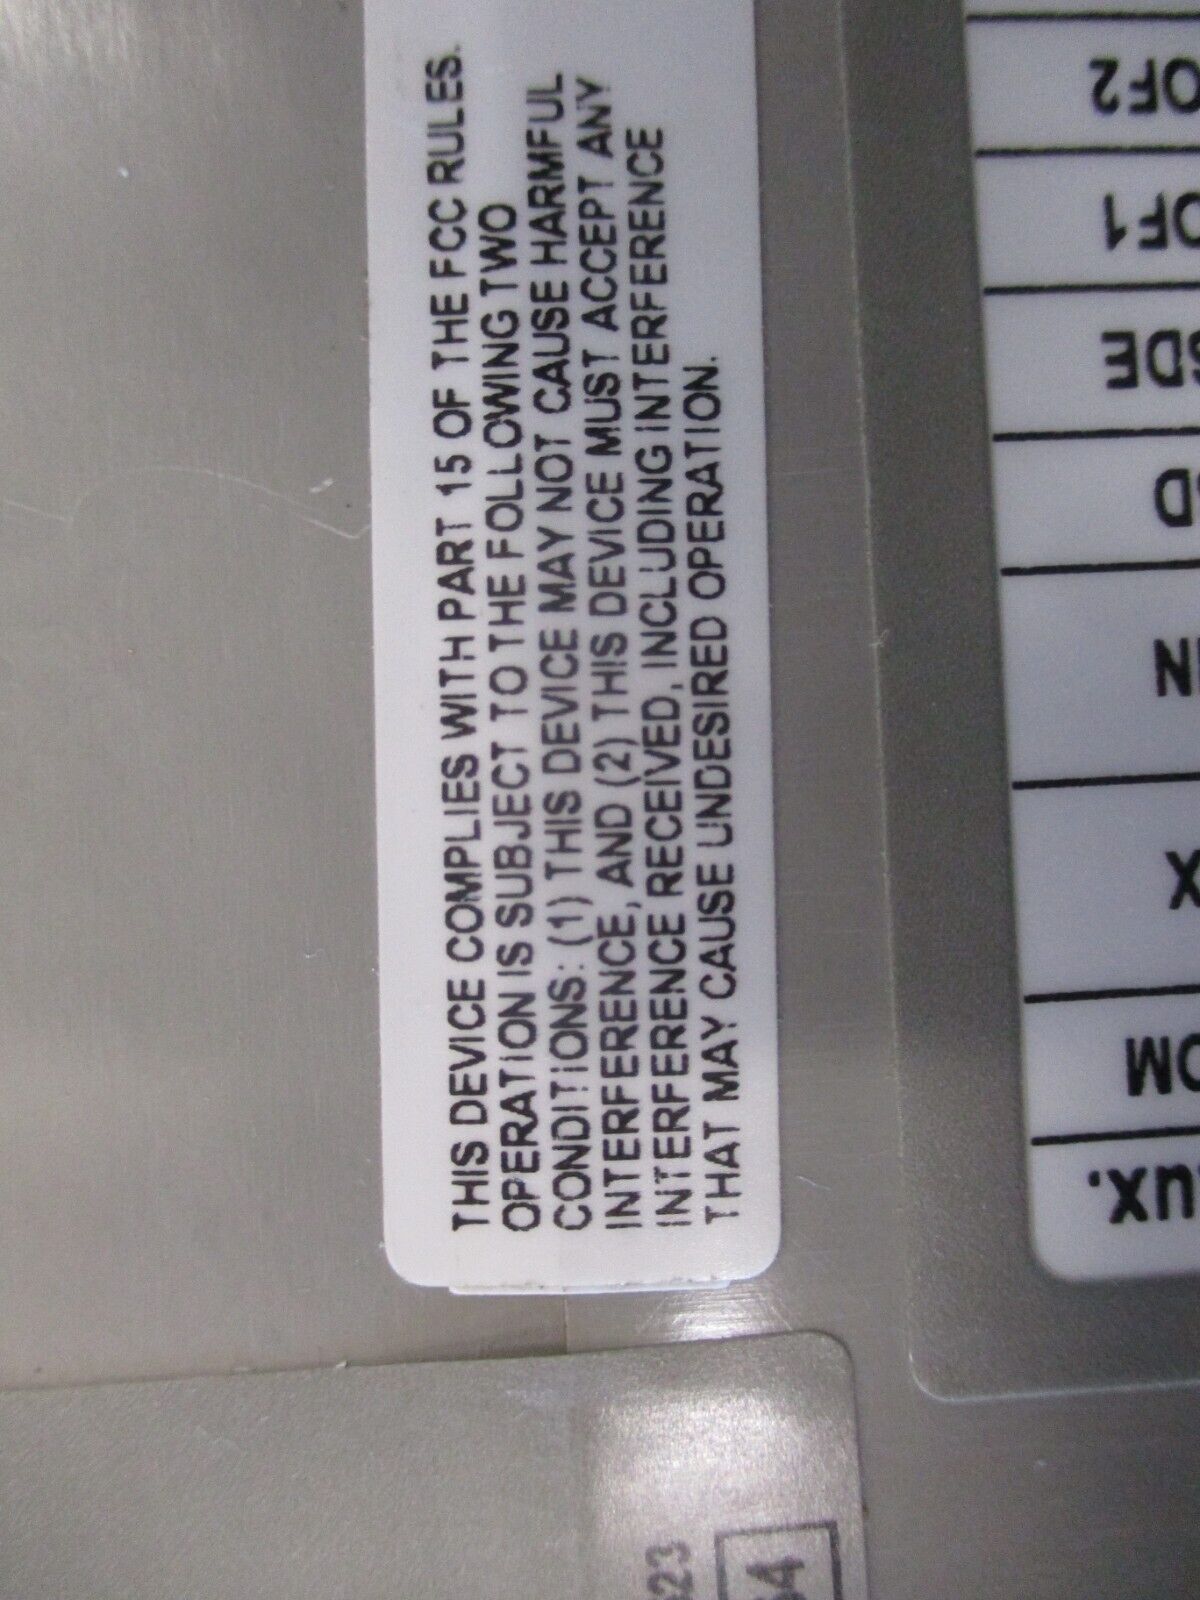 THIS DEVICE COMPLIES WITH PART 15 OF THE FCC RULES.
OPERATION IS SUBJECT TO THE FOLLOWING TWO
CONDITIONS: (1) THIS DEVICE MAY NOT CAUSE HARMFUL
INTERFERENCE, AND (2) THIS DEVICE MUST ACCEPT ANY
INTERFERENCE RECEIVED, INCLUDING INTERFERENCE
THAT MAY CAUSE UNDESIRED OPERATION.
ux.
OM
X
IN
SD
SDE
OF1
OF2